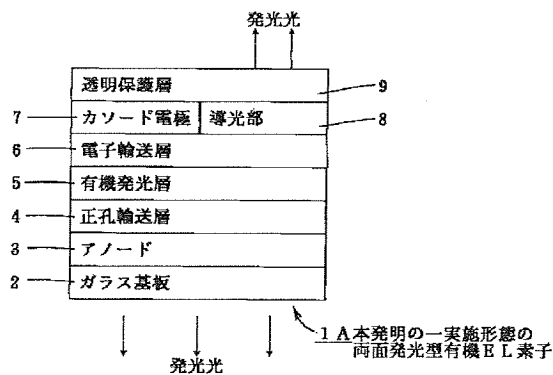 発光光
透明保護層 9
7 カソード電極 導光部 8
6 電子輸送層
5 有機発光層
4 正孔輸送層
3 アノード
2 ガラス基板
1A本発明の一実施形態の
両面発光型有機EL素子
発光光